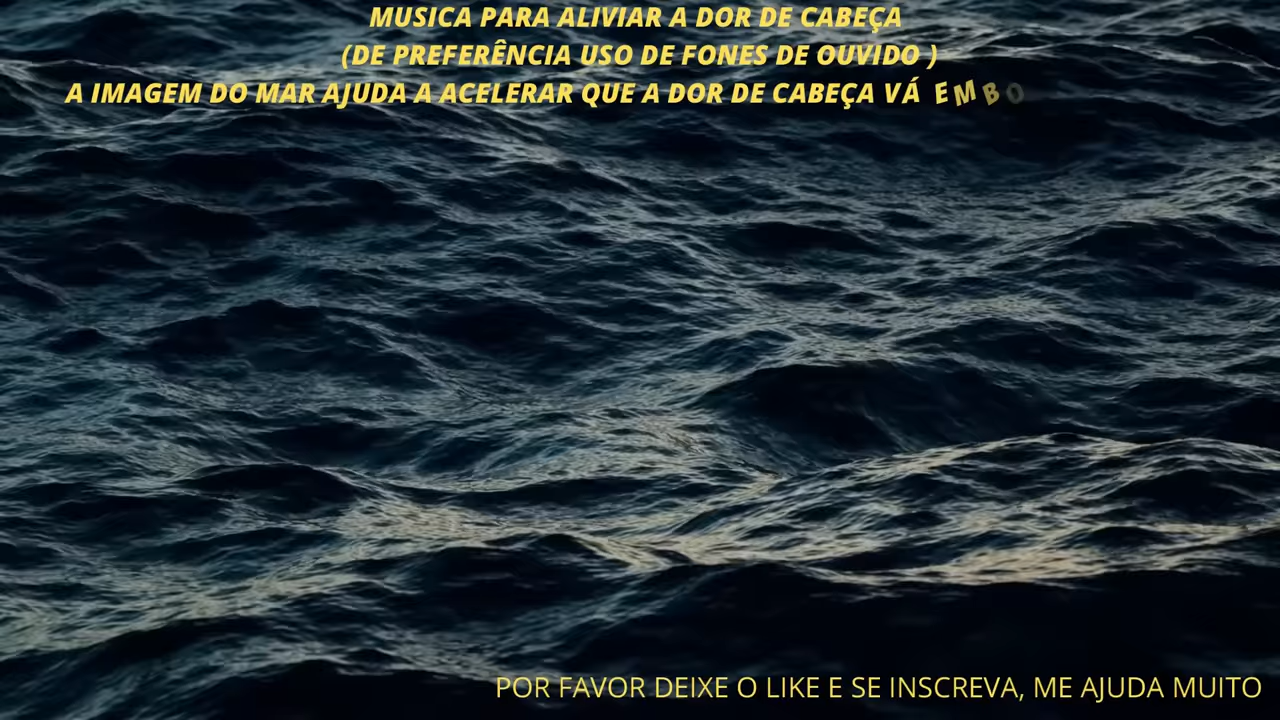 MUSICA PARA ALIVIAR A DOR DE CABEÇA
(DE PREFERÊNCIA USO DE FONES DE OUVIDO )
A IMAGEM DO MAR AJUDA A ACELERAR QUE A DOR DE CABEÇA VÁ EMBO
POR FAVOR DEIXE O LIKE E SE INSCREVA, ME AJUDA MUITO